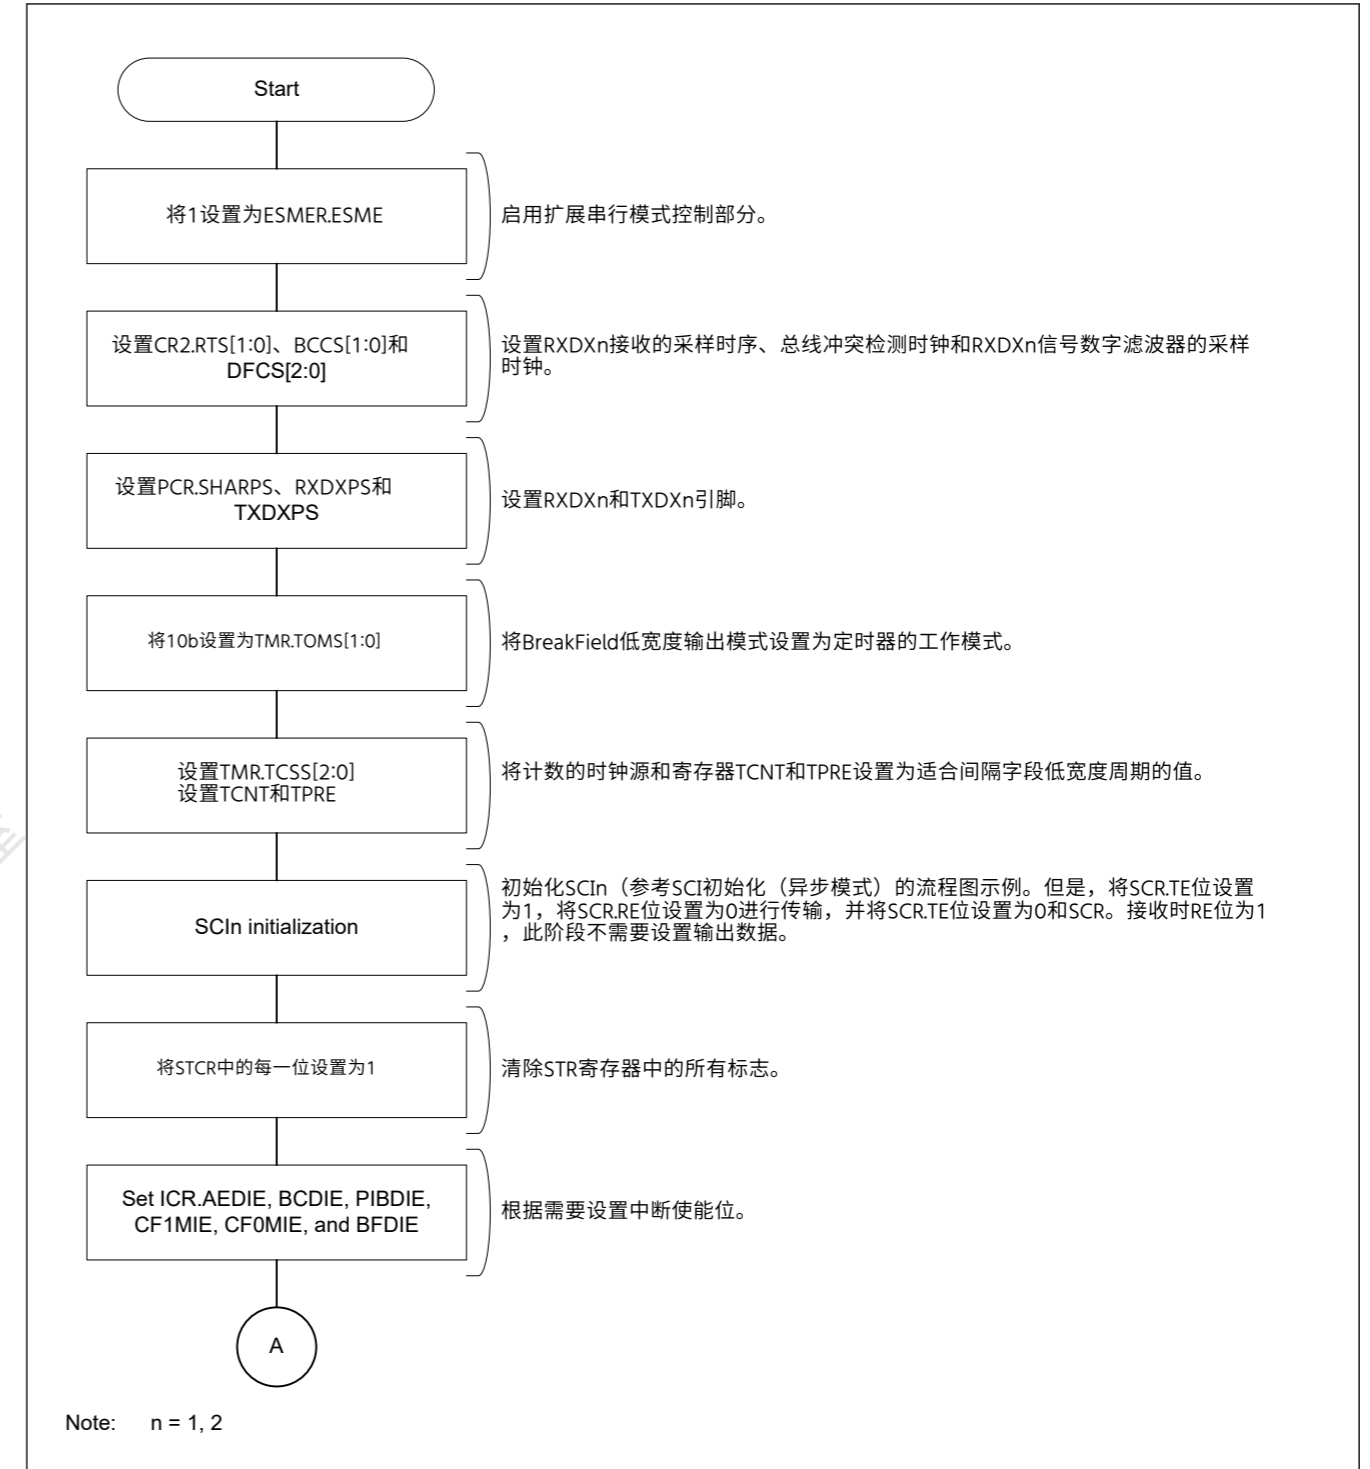 Start
将1设置为ESMER.ESME
启用扩展串行模式控制部分。
设置CR2.RTS[1:0]、BCCS[1:0]和
DFCS[2:0]
设置RXDXn接收的采样时序、总线冲突检测时钟和RXDXn信号数字滤波器的采样
时钟。
设置PCR.SHARPS、RXDXPS和
TXDXPS
设置RXDXn和TXDXn引脚。
将10b设置为TMR.TOMS[1:0]
将BreakField低宽度输出模式设置为定时器的工作模式。
设置TMR.TCSS[2:0]
设置TCNT和TPRE
将计数的时钟源和寄存器TCNT和TPRE设置为适合间隔字段低宽度周期的值。
SCIn initialization
初始化SCIn（参考SCI初始化（异步模式）的流程图示例。但是，将SCR.TE位设置
为1，将SCR.RE位设置为0进行传输，并将SCR.TE位设置为0和SCR。接收时RE位为1
，此阶段不需要设置输出数据。
将STCR中的每一位设置为1
清除STR寄存器中的所有标志。
Set ICR.AEDIE, BCDIE, PIBDIE,
CF1MIE, CF0MIE, and BFDIE
根据需要设置中断使能位。
A
Note: n = 1, 2